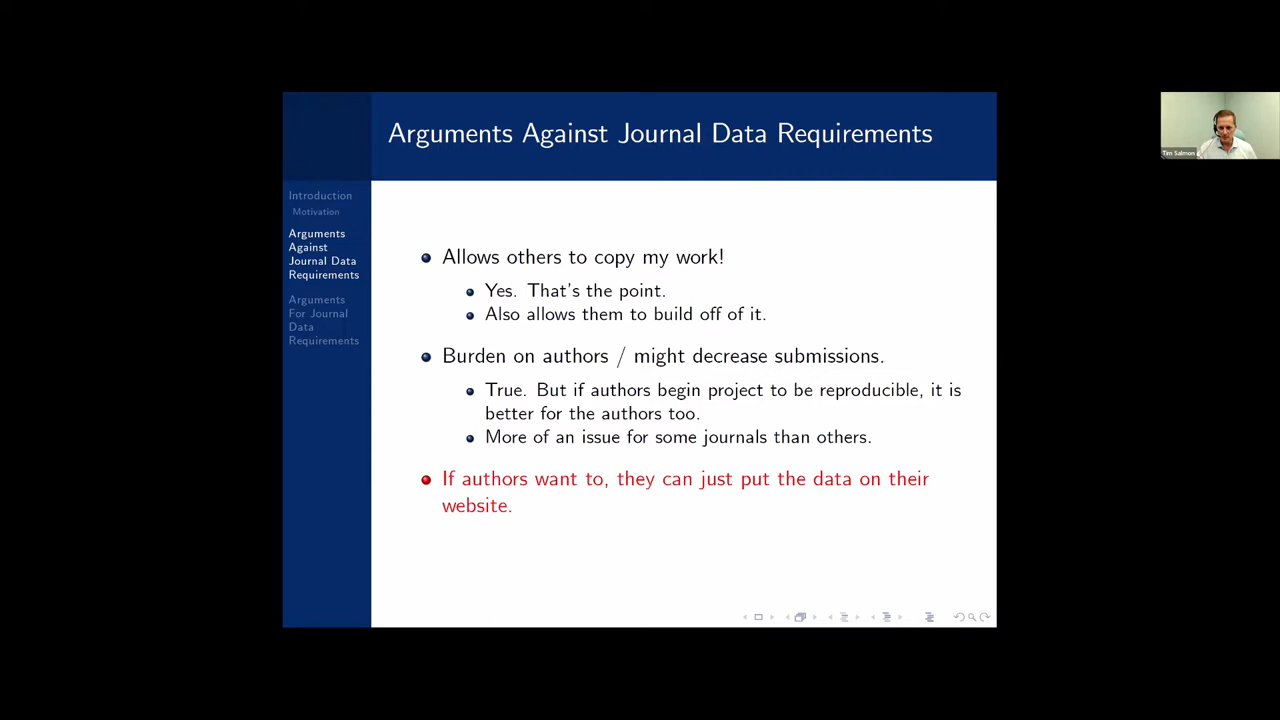 Arguments Against Journal Data Requirements
Introduction
Motivation
Arguments
Against
Journal Data
Requirements
Arguments
For Journal
Data
Requirements
Allows others to copy my work!
Yes. That's the point.
Also allows them to build off of it.
Burden on authors / might decrease submissions.
True. But if authors begin project to be reproducible, it is
better for the authors too.
More of an issue for some journals than others.
If authors want to, they can just put the data on their
website.
Tim Salmon